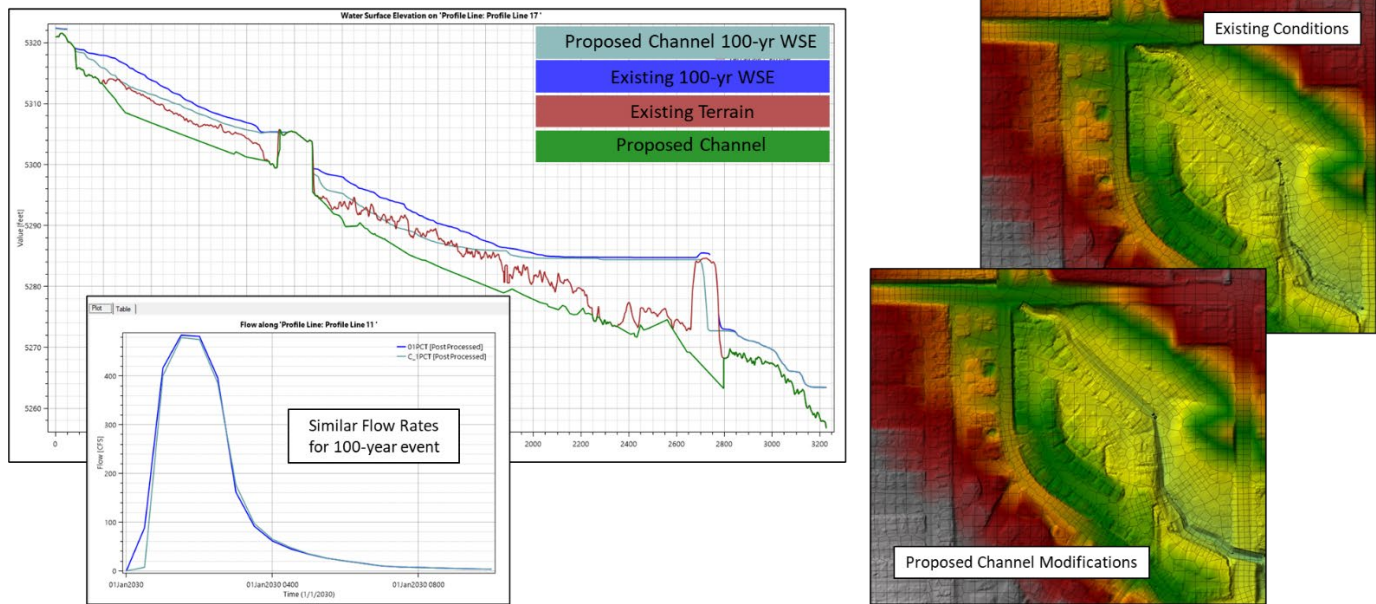 Water Surface Elevation on 'Profile Line: Profile Line 17 '
Proposed Channel 100-yr WSE
Existing 100-yr WSE
Existing Terrain
Proposed Channel
Value [feet]
5320
5310
5300
5290
5280
5270
5260
0
2000
2200
2400
2600
2800
3000
3200
Plot
Table
Flow along 'Profile Line: Profile Line 11 '
01PCT [Post Processed]
C_1PCT [Post Processed]
Flow [CFS]
400
300
200
100
0
Similar Flow Rates
for 100-year event
01Jan2030
01Jan2030 0400
01Jan2030 0800
Time (1/1/2030)
Existing Conditions
Proposed Channel Modifications